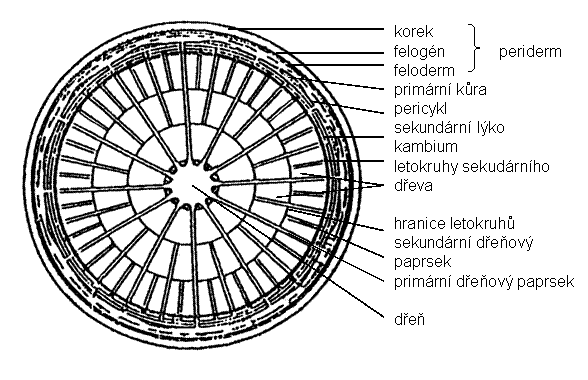 korek
felogén
periderm
feloderm
primární kůra
pericykl
sekundární lýko
kambium
letokruhy sekudárního
dřeva
hranice letokruhů
sekundární dřeňový
paprsek
primární dřeňový paprsek
dřeň